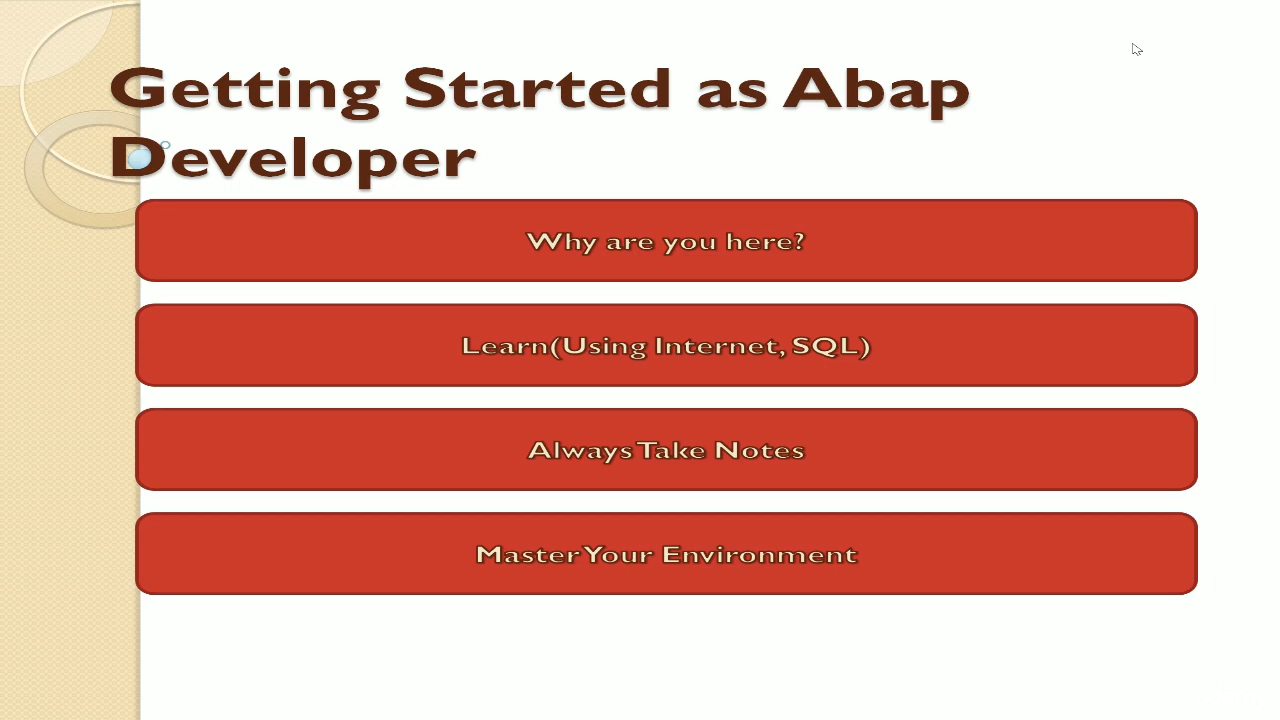 Getting Started as Abap
Developer
Why are you here?
Learn(Using Internet, SQL)
Always Take Notes
Master Your Environment